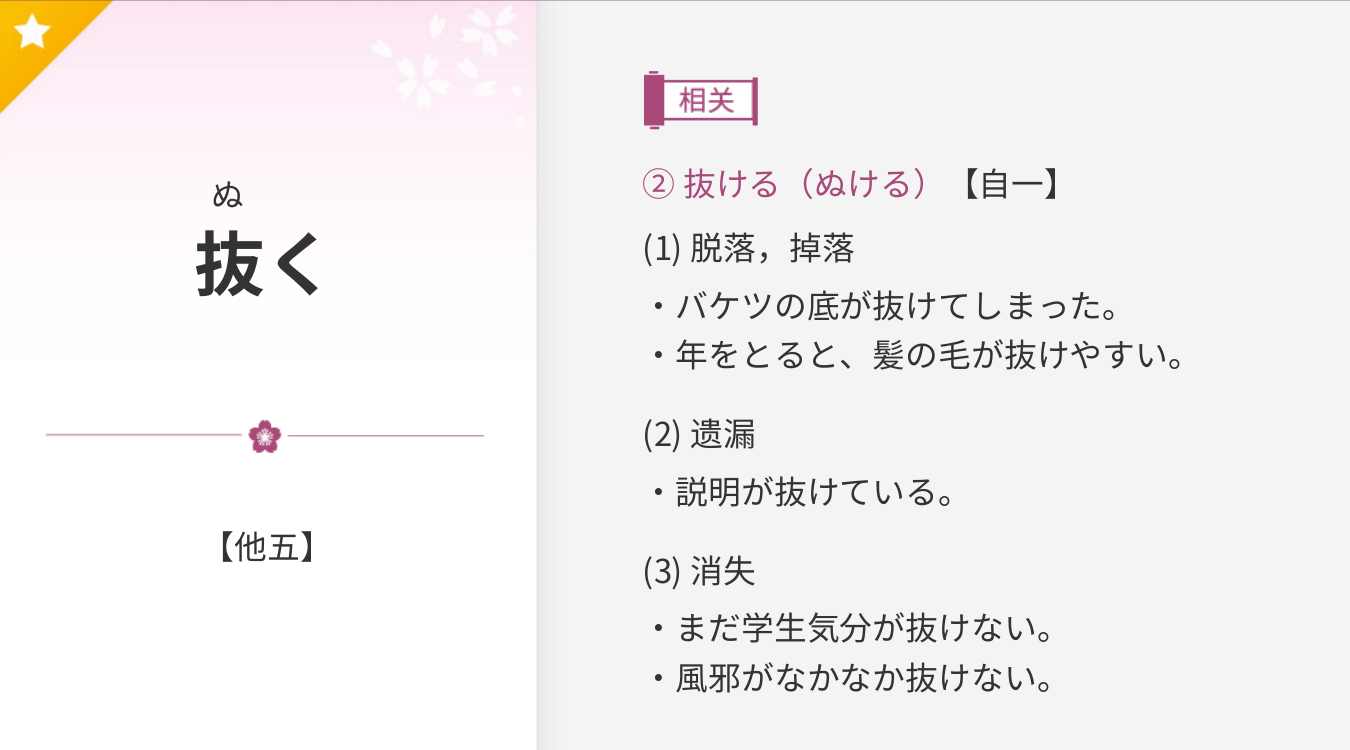 ぬ
抜く
【他五】
相关
② 抜ける（ぬける）【自一】
(1) 脱落，掉落
・バケツの底が抜けてしまった。
・年をとると、髪の毛が抜けやすい。
(2) 遗漏
・説明が抜けている。
(3) 消失
・まだ学生気分が抜けない。
・風邪がなかなか抜けない。